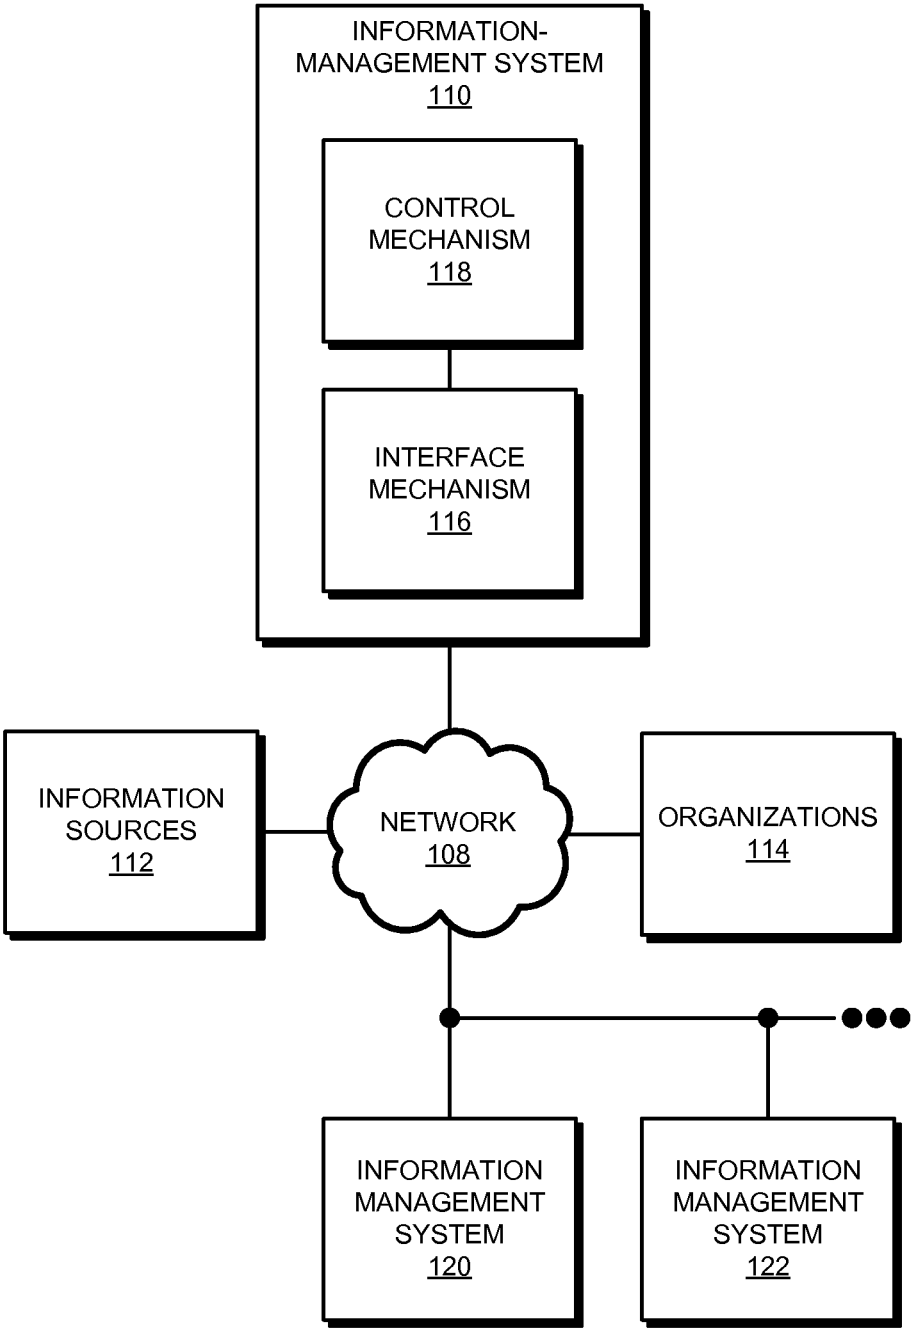 INFORMATION-
MANAGEMENT SYSTEM
110
CONTROL
MECHANISM
118
INTERFACE
MECHANISM
116
INFORMATION
SOURCES
112
NETWORK
108
ORGANIZATIONS
114
INFORMATION
MANAGEMENT
SYSTEM
120
INFORMATION
MANAGEMENT
SYSTEM
122